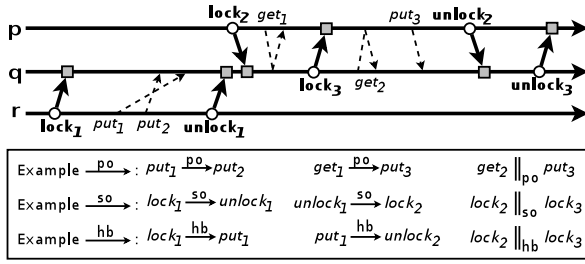 p lock2 get1 put3 unlock2
q lock3 get2 unlock3
r lock1 put1 put2 unlock1
Example po : put1 po put2 get1 po put3 get2 ||po put3
Example so : lock1 so unlock1 unlock1 so lock2 lock2 ||so lock3
Example hb : lock1 hb put1 put1 hb unlock2 lock2 ||hb lock3